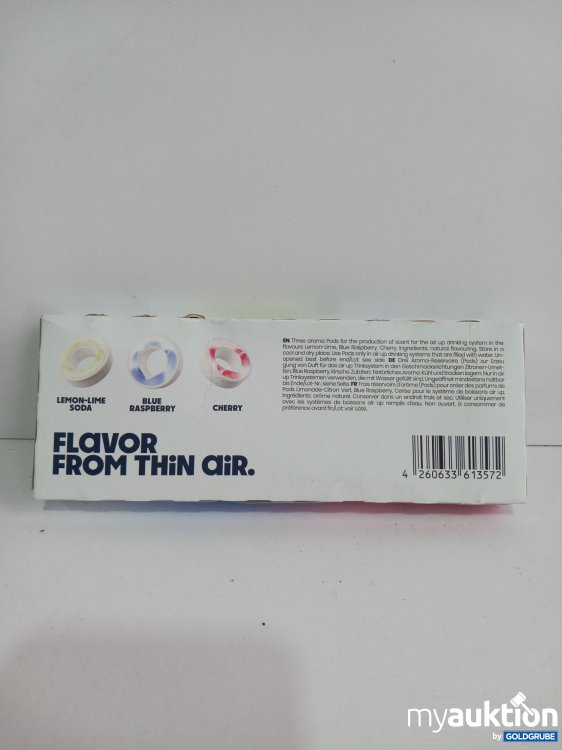 EN Three aroma Pods for the production of scent for the air up drinking system in the
flavours Lemon-Lime, Blue Raspberry, Cherry. Ingredients: natural flavouring. Store in a
cool and dry place. Use Pods only in air up drinking systems that are filled with water. Un-
opened best before end/Lot see side. DE Drei Aroma-Reservoire (Pods) zur Erzeu
gung von Duft für das air up Trinksystem in den Geschmacksrichtungen Zitronen-Limet-
ten, Blue Raspberry, Kirsche, Zutaten: Natürliches Aroma. Kühl und trocken lagern. Nur in air
up Trinksystemen verwenden, die mit Wasser gefüllt sind. Ungeöffnet mindestens haltbar
bis Ende/Lot-Nr.: siehe Seite. FR Trois réservoirs d'arôme (Pods) pour créer des parfums de
Pods Limonade-Citron Vert, Blue Raspberry, Cerise pour le système de boissons air up.
Ingrédients: arôme naturel. Conserver dans un endroit frais et sec. Utiliser uniquement
avec les systèmes de boissons air up remplis d'eau. Non ouvert, à consommer de
préférence avant fin/Lot voir côté.
LEMON-LIME
SODA
BLUE
RASPBERRY
CHERRY
FLAVOR
FROM THIN AIR.
4 260633 613572
myauktion
by GOLDGRUBE